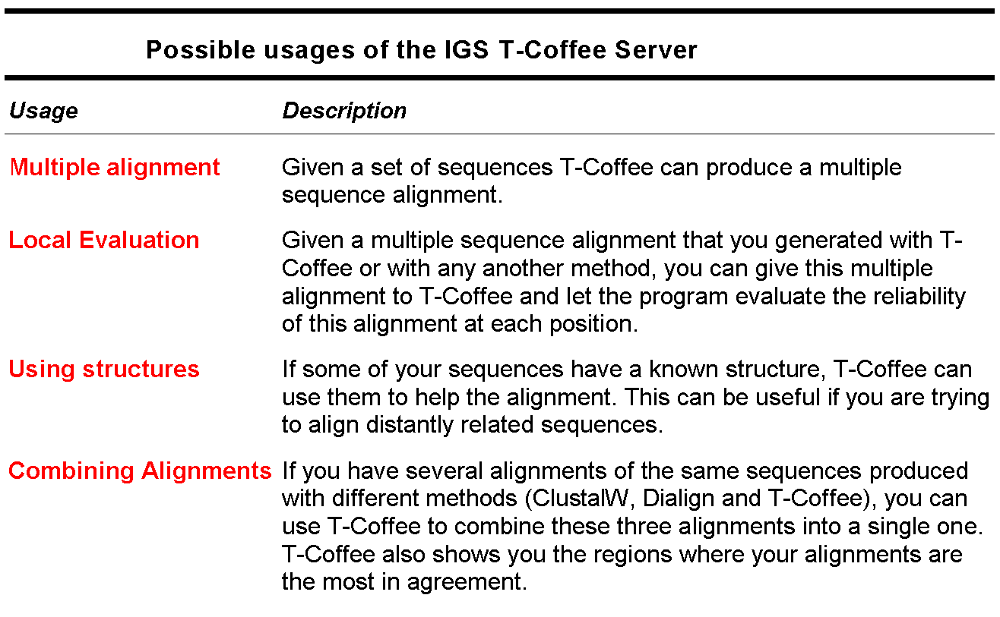 Possible usages of the IGS T-Coffee Server
Usage Description
Multiple alignment Given a set of sequences T-Coffee can produce a multiple
sequence alignment.
Local Evaluation Given a multiple sequence alignment that you generated with T-
Coffee or with any another method, you can give this multiple
alignment to T-Coffee and let the program evaluate the reliability
of this alignment at each position.
Using structures If some of your sequences have a known structure, T-Coffee can
use them to help the alignment. This can be useful if you are trying
to align distantly related sequences.
Combining Alignments If you have several alignments of the same sequences produced
with different methods (ClustalW, Dialign and T-Coffee), you can
use T-Coffee to combine these three alignments into a single one.
T-Coffee also shows you the regions where your alignments are
the most in agreement.